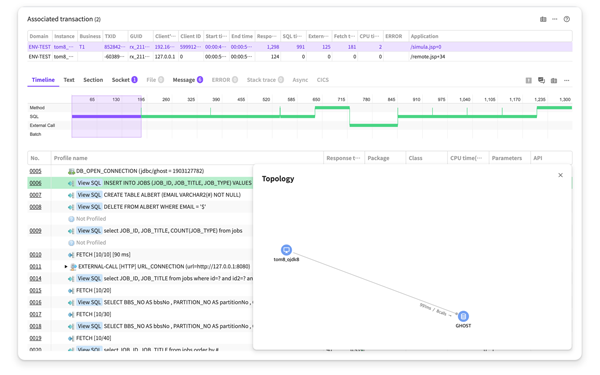 Associated transaction (2)
Domain Instance Business TXID GUID Client Client ID Start ti End time Respo SQL ti Extern Fetch t CPU ti ERROR Application
ENV-TEST tom8_ T1 852842 rx_211 192.16 599912 00:00:4 00:00:4 1,298 991 125 181 2 /simula.jsp=0
ENV-TEST tom8_ -60389 rx_211 127.0.0.1 0 00:00:5 00:00:5 124 0 0 0 0 /remote.jsp=34
Timeline Text Section Socket 1 File 0 Message 6 ERROR 0 Stack trace 0 Async CICS
65 130 195 260 325 390 455 520 585 650 715 780 845 910 975 1,040 1,105 1,170 1,235 1,300
Method
SQL
External Call
Batch
No. Profile name Response t Package Class CPU time( Parameters API
0005 DB_OPEN_CONNECTION (jdbc/ghost = 1903127782)
0006 View SQL INSERT INTO JOBS (JOB_ID, JOB_TITLE, JOB_TYPE) VALUES
0007 View SQL CREATE TABLE ALBERT (EMAIL VARCHAR2(#) NOT NULL)
0008 View SQL DELETE FROM ALBERT WHERE EMAIL = '$'
Not Profiled
0009 View SQL select JOB_ID, JOB_TITLE, COUNT(JOB_TYPE) from jobs
Not Profiled
0010 FETCH [10/10] [90 ms]
0011 EXTERNAL-CALL [HTTP] URL_CONNECTION (url=http://127.0.0.1:8080)
0014 View SQL select JOB_ID, JOB_TITLE from jobs where id=? and id2=? and
0015 FETCH [10/20]
0016 View SQL SELECT BBS_NO AS bbsNo , PARTITION_NO AS partitionNo ,
0017 FETCH [10/30]
0018 View SQL SELECT BBS_NO AS bbsNo , PARTITION_NO AS partitionNo ,
0019 FETCH [10/40]
0020 View SQL select JOB_ID, JOB_TITLE from jobs order by #
Topology
tom8_ojdk8
GHOST